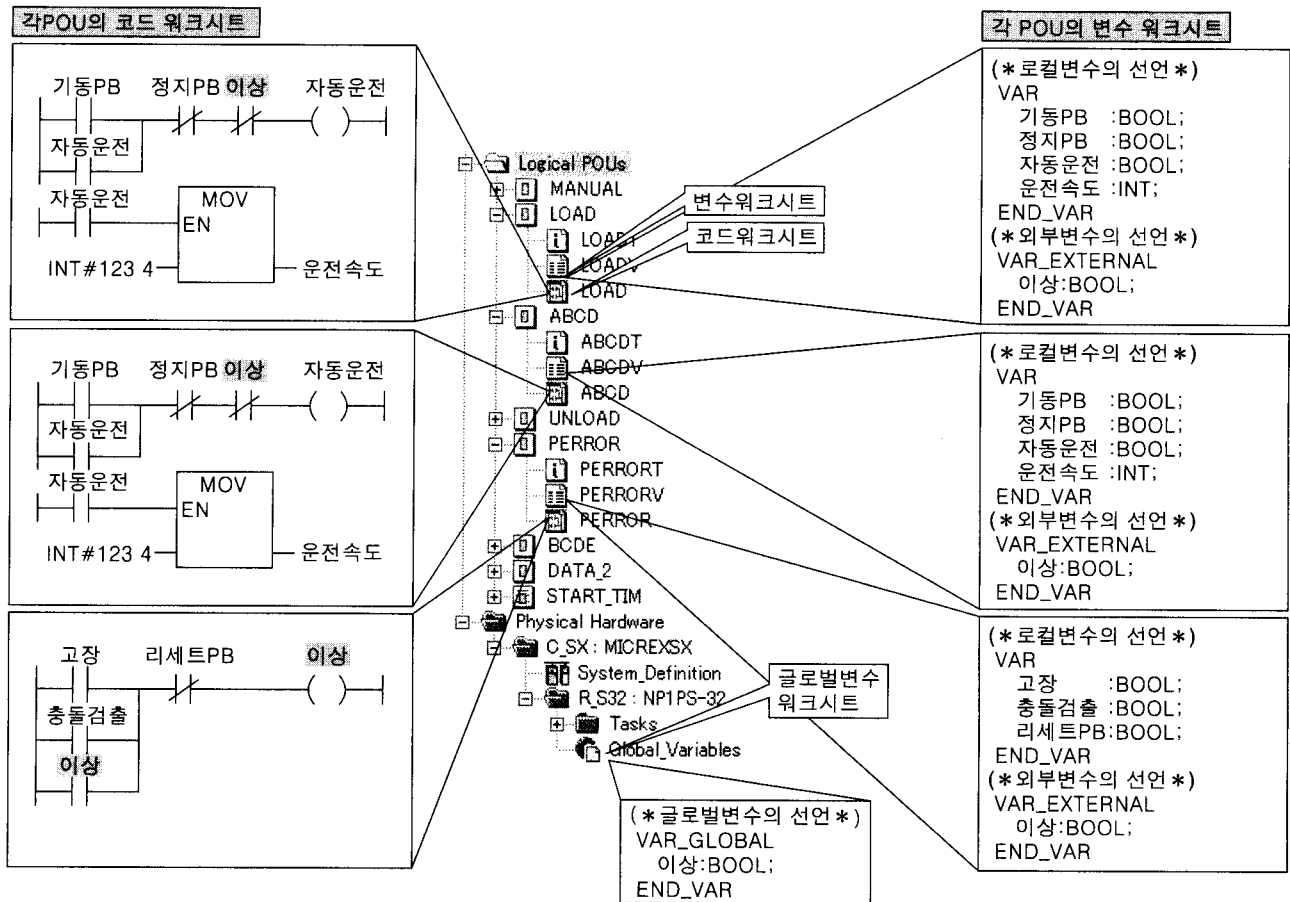 각POU의 코드 워크시트
기동PB 정지PB 이상 자동운전
자동운전
자동운전
MOV
EN
INT#123 4 운전속도
기동PB 정지PB 이상 자동운전
자동운전
자동운전
MOV
EN
INT#123 4 운전속도
고장 리세트PB 이상
충돌검출
이상
Logical POUs
MANUAL
LOAD
LOADT
LOADV
LOAD
ABCD
ABCDT
ABCDV
ABCD
UNLOAD
PERROR
PERRORT
PERRORV
PERROR
BCDE
DATA_2
START_TIM
Physical Hardware
C_SX : MICREXSX
System_Definition
R_S32 : NP1PS-32
Tasks
Global_Variables
변수워크시트
코드워크시트
글로벌변수
워크시트
(*글로벌변수의 선언*)
VAR_GLOBAL
이상:BOOL;
END_VAR
각 POU의 변수 워크시트
(*로컬변수의 선언*)
VAR
기동PB :BOOL;
정지PB :BOOL;
자동운전 :BOOL;
운전속도 :INT;
END_VAR
(*외부변수의 선언*)
VAR_EXTERNAL
이상:BOOL;
END_VAR
(*로컬변수의 선언*)
VAR
기동PB :BOOL;
정지PB :BOOL;
자동운전 :BOOL;
운전속도 :INT;
END_VAR
(*외부변수의 선언*)
VAR_EXTERNAL
이상:BOOL;
END_VAR
(*로컬변수의 선언*)
VAR
고장 :BOOL;
충돌검출 :BOOL;
리세트PB:BOOL;
END_VAR
(*외부변수의 선언*)
VAR_EXTERNAL
이상:BOOL;
END_VAR